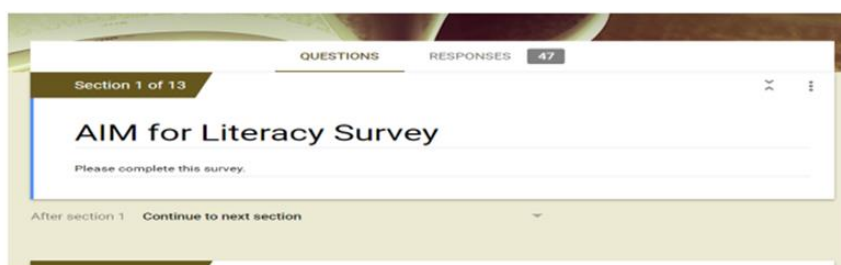 QUESTIONS RESPONSES 47
Section 1 of 13
AIM for Literacy Survey
Please complete this survey.
After section 1 Continue to next section